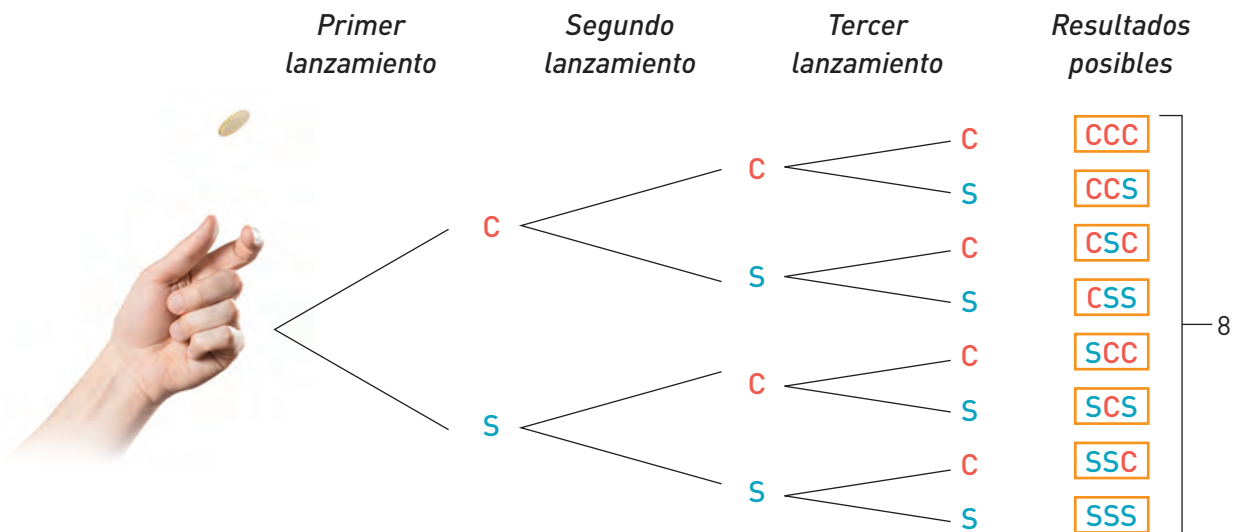 Primer lanzamiento
Segundo lanzamiento
Tercer lanzamiento
Resultados posibles
C
S
C
S
C
S
C
S
C
S
C
S
C
S
CCC
CCS
CSC
CSS
SCC
SCS
SSC
SSS
8